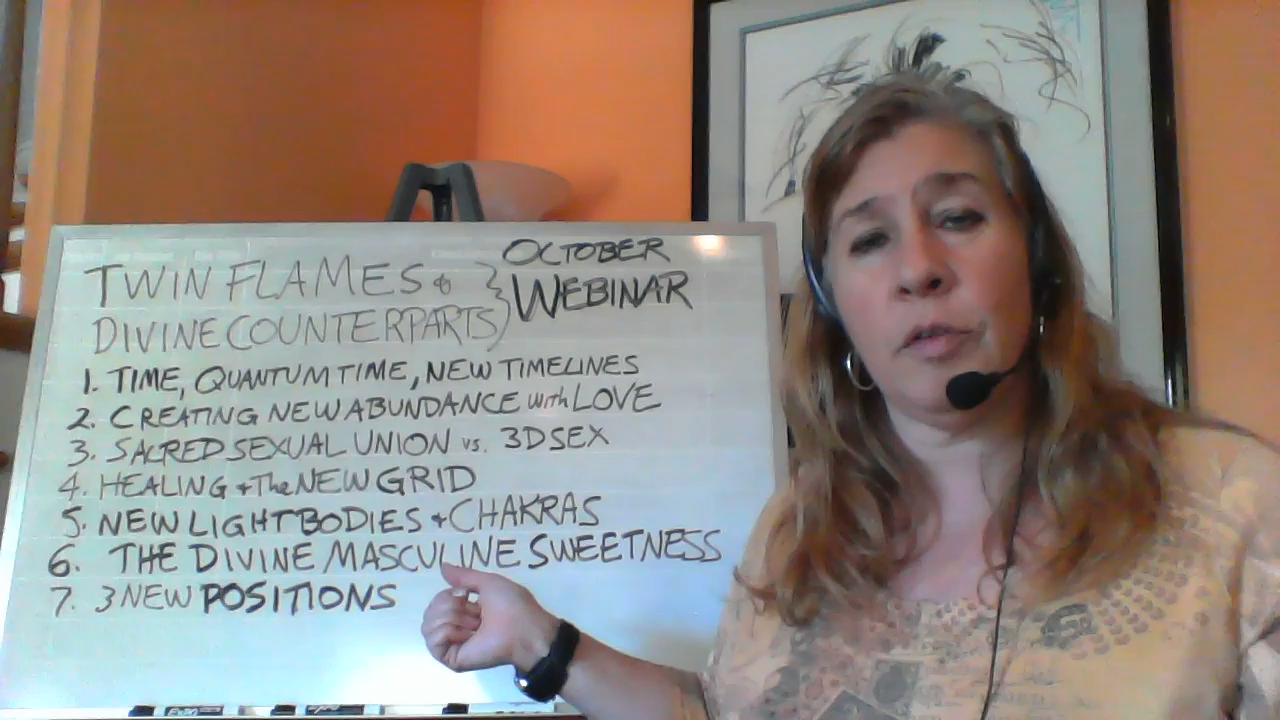 OCTOBER
WEBINAR
TWIN FLAMES &
DIVINE COUNTERPARTS
1. TIME, QUANTUM TIME, NEW TIMELINES
2. CREATING NEW ABUNDANCE with LOVE
3. SACRED SEXUAL UNION vs. 3D SEX
4. HEALING + The NEW GRID
5. NEW LIGHT BODIES + CHAKRAS
6. THE DIVINE MASCULINE SWEETNESS
7. 3 NEW POSITIONS